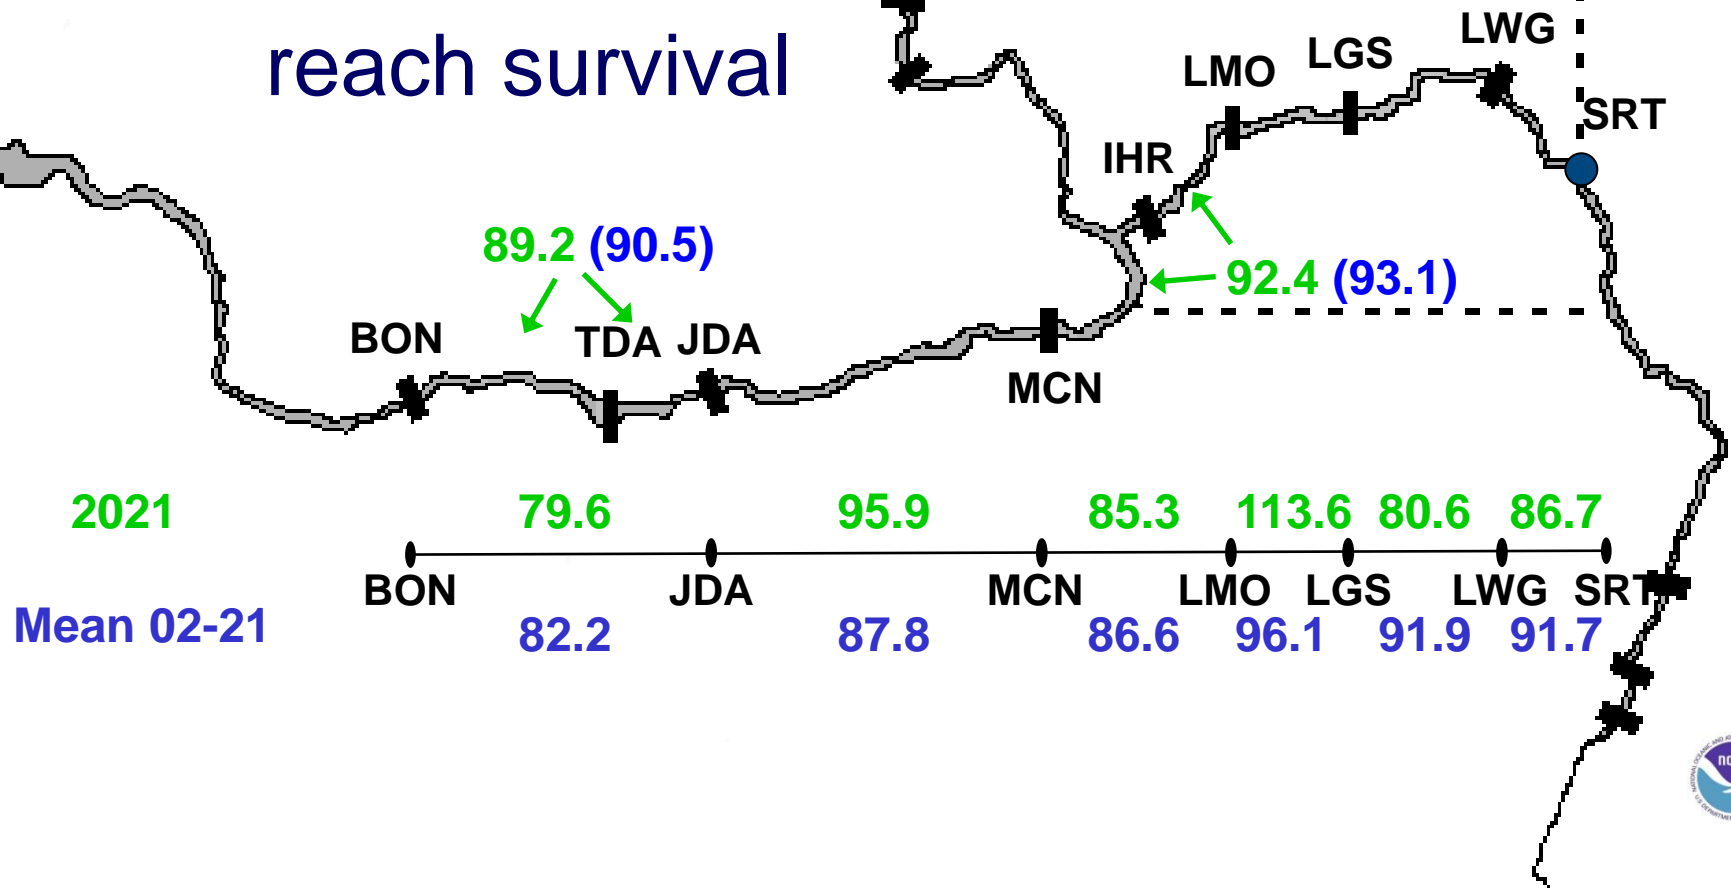 reach survival
LWG
LGS
LMO
SRT
IHR
89.2 (90.5)
92.4 (93.1)
BON
TDA
JDA
MCN
2021 79.6 95.9 85.3 113.6 80.6 86.7
BON JDA MCN LMO LGS LWG SRT
Mean 02-21 82.2 87.8 86.6 96.1 91.9 91.7